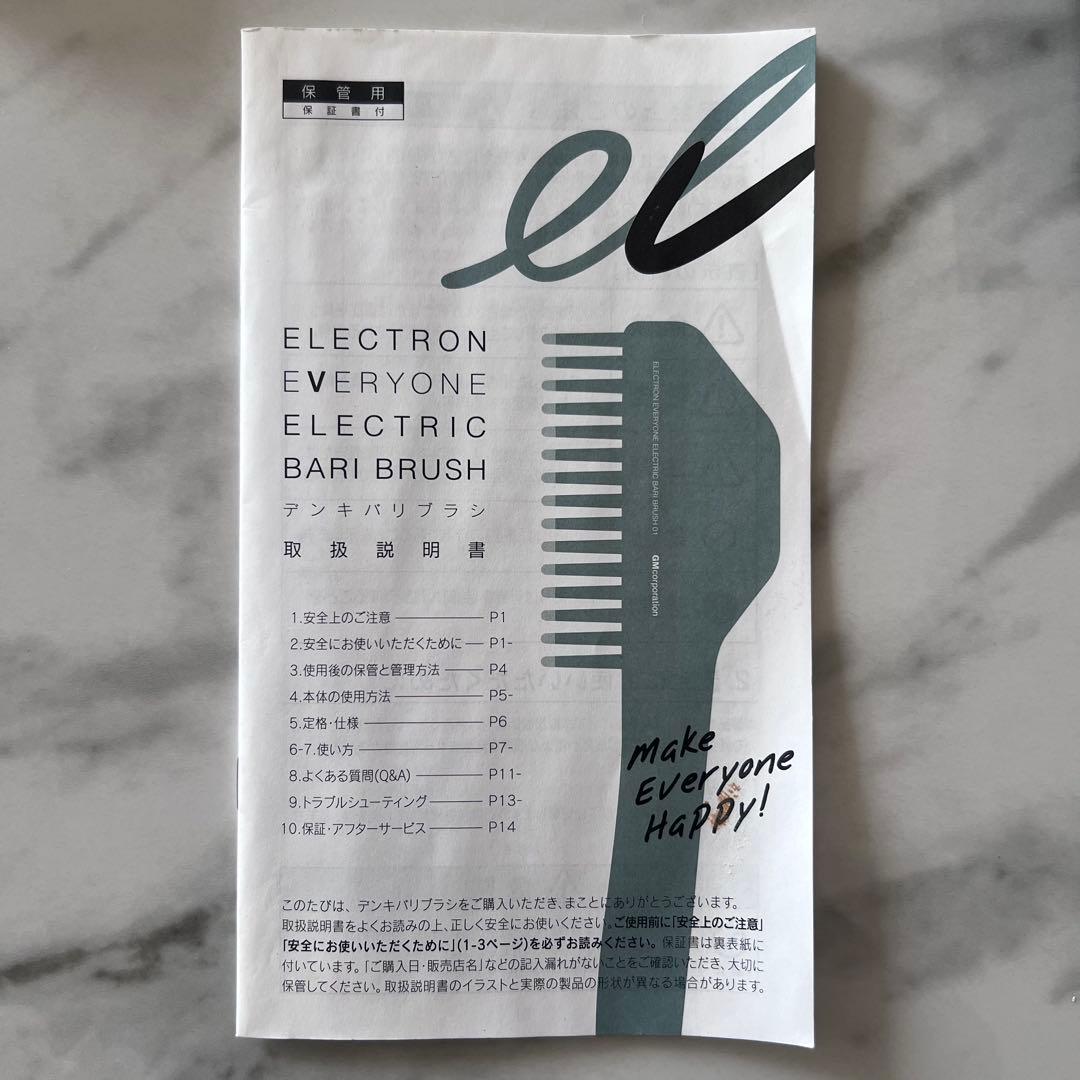 保管用
保証書付
el
ELECTRON
EVERYONE
ELECTRIC
BARI BRUSH
デンキバリブラシ
取扱説明書
ELECTRON EVERYONE ELECTRIC BARI BRUSH 01 GMcorporation
1.安全上のご注意 P1
2.安全にお使いいただくために P1-
3.使用後の保管と管理方法 P4
4.本体の使用方法 P5-
5.定格・仕様 P6
6-7.使い方 P7-
8.よくある質問(Q&A) P11-
9.トラブルシューティング P13-
10.保証・アフターサービス P14
Make
Everyone
Happy!
このたびは、デンキバリブラシをご購入いただき、まことにありがとうございます。
取扱説明書をよくお読みの上、正しく安全にお使いください。ご使用前に「安全上のご注意」
「安全にお使いいただくために」(1-3ページ)を必ずお読みください。保証書は裏表紙に
付いています。「ご購入日・販売店名」などの記入漏れがないことをご確認いただき、大切に
保管してください。取扱説明書のイラストと実際の製品の形状が異なる場合があります。